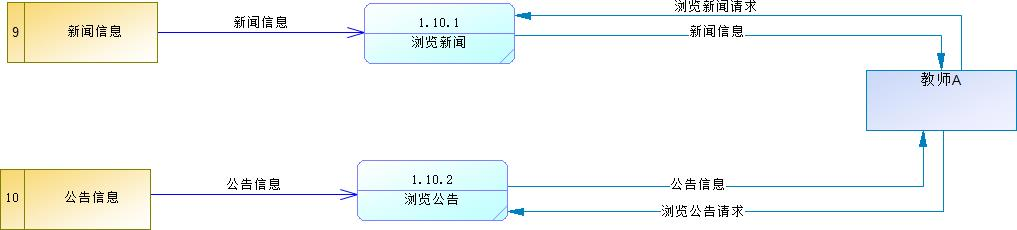 浏览新闻请求
9
新闻信息
新闻信息
1.10.1
浏览新闻
新闻信息
教师A
10
公告信息
公告信息
1.10.2
浏览公告
公告信息
浏览公告请求